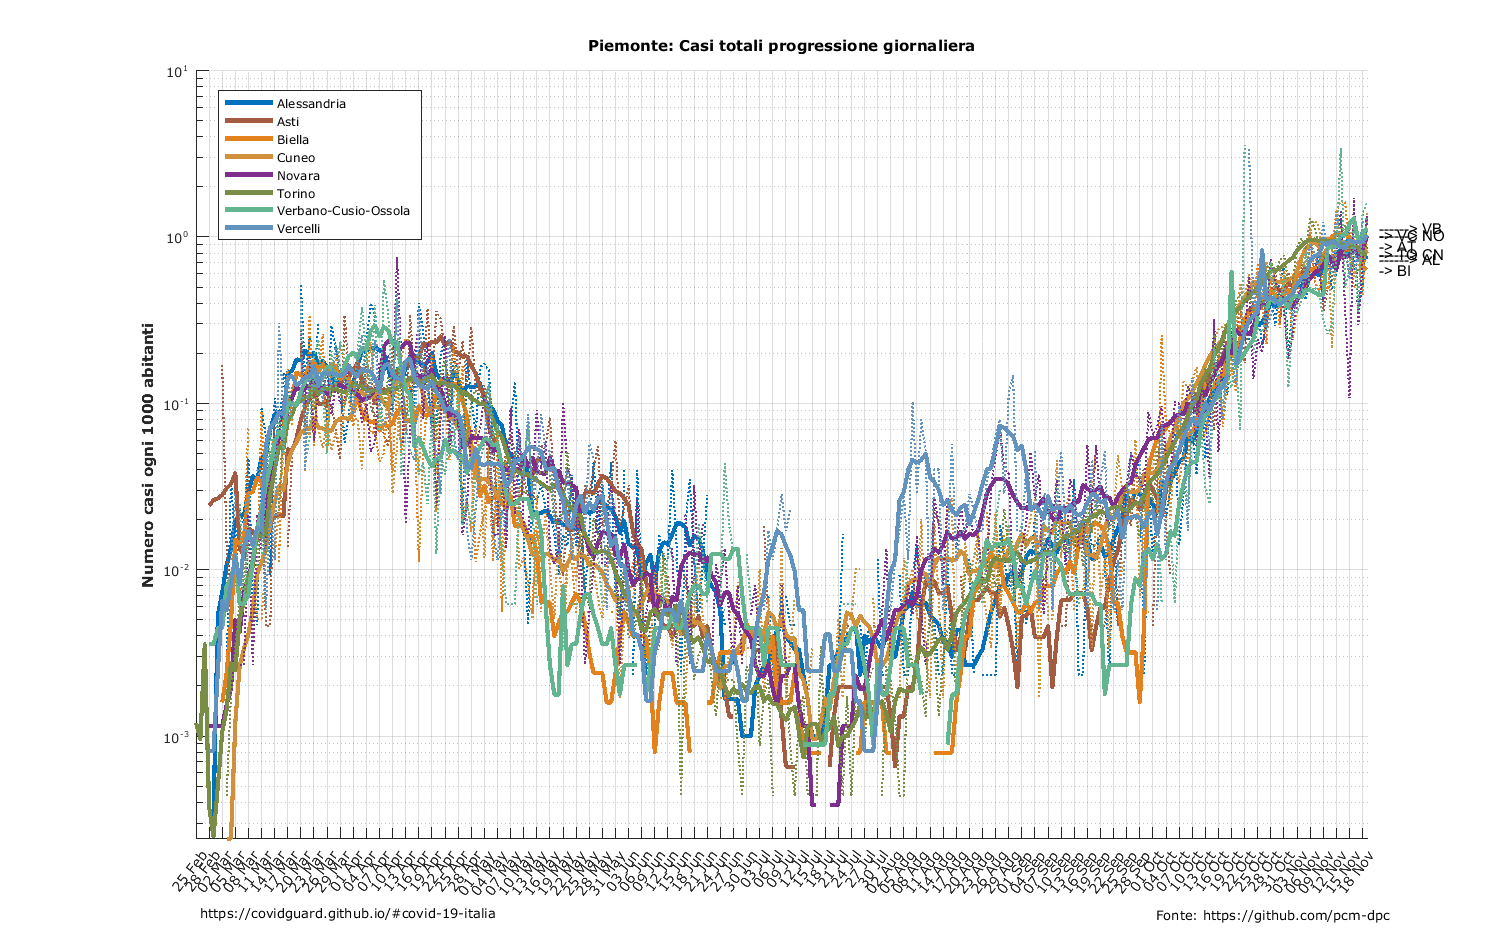 Piemonte: Casi totali progressione giornaliera
Numero casi ogni 1000 abitanti
10¹
10⁰
10⁻¹
10⁻²
10⁻³
Alessandria
Asti
Biella
Cuneo
Novara
Torino
Verbano-Cusio-Ossola
Vercelli
VB
VC NO
-> AT
-> TO CN
AL
-> BI
25 Feb
28 Feb
02 Mar
05 Mar
08 Mar
11 Mar
14 Mar
17 Mar
20 Mar
23 Mar
26 Mar
29 Mar
01 Apr
04 Apr
07 Apr
10 Apr
13 Apr
16 Apr
19 Apr
22 Apr
25 Apr
28 Apr
01 May
04 May
07 May
10 May
13 May
16 May
19 May
22 May
25 May
28 May
31 May
03 Jun
06 Jun
09 Jun
12 Jun
15 Jun
18 Jun
21 Jun
24 Jun
27 Jun
30 Jun
03 Jul
06 Jul
09 Jul
12 Jul
15 Jul
18 Jul
21 Jul
24 Jul
27 Jul
30 Jul
02 Aug
05 Aug
08 Aug
11 Aug
14 Aug
17 Aug
20 Aug
23 Aug
26 Aug
29 Aug
01 Sep
04 Sep
07 Sep
10 Sep
13 Sep
16 Sep
19 Sep
22 Sep
25 Sep
28 Sep
01 Oct
04 Oct
07 Oct
10 Oct
13 Oct
16 Oct
19 Oct
22 Oct
25 Oct
28 Oct
31 Oct
03 Nov
06 Nov
09 Nov
12 Nov
15 Nov
18 Nov
https://covidguard.github.io/#covid-19-italia
Fonte: https://github.com/pcm-dpc